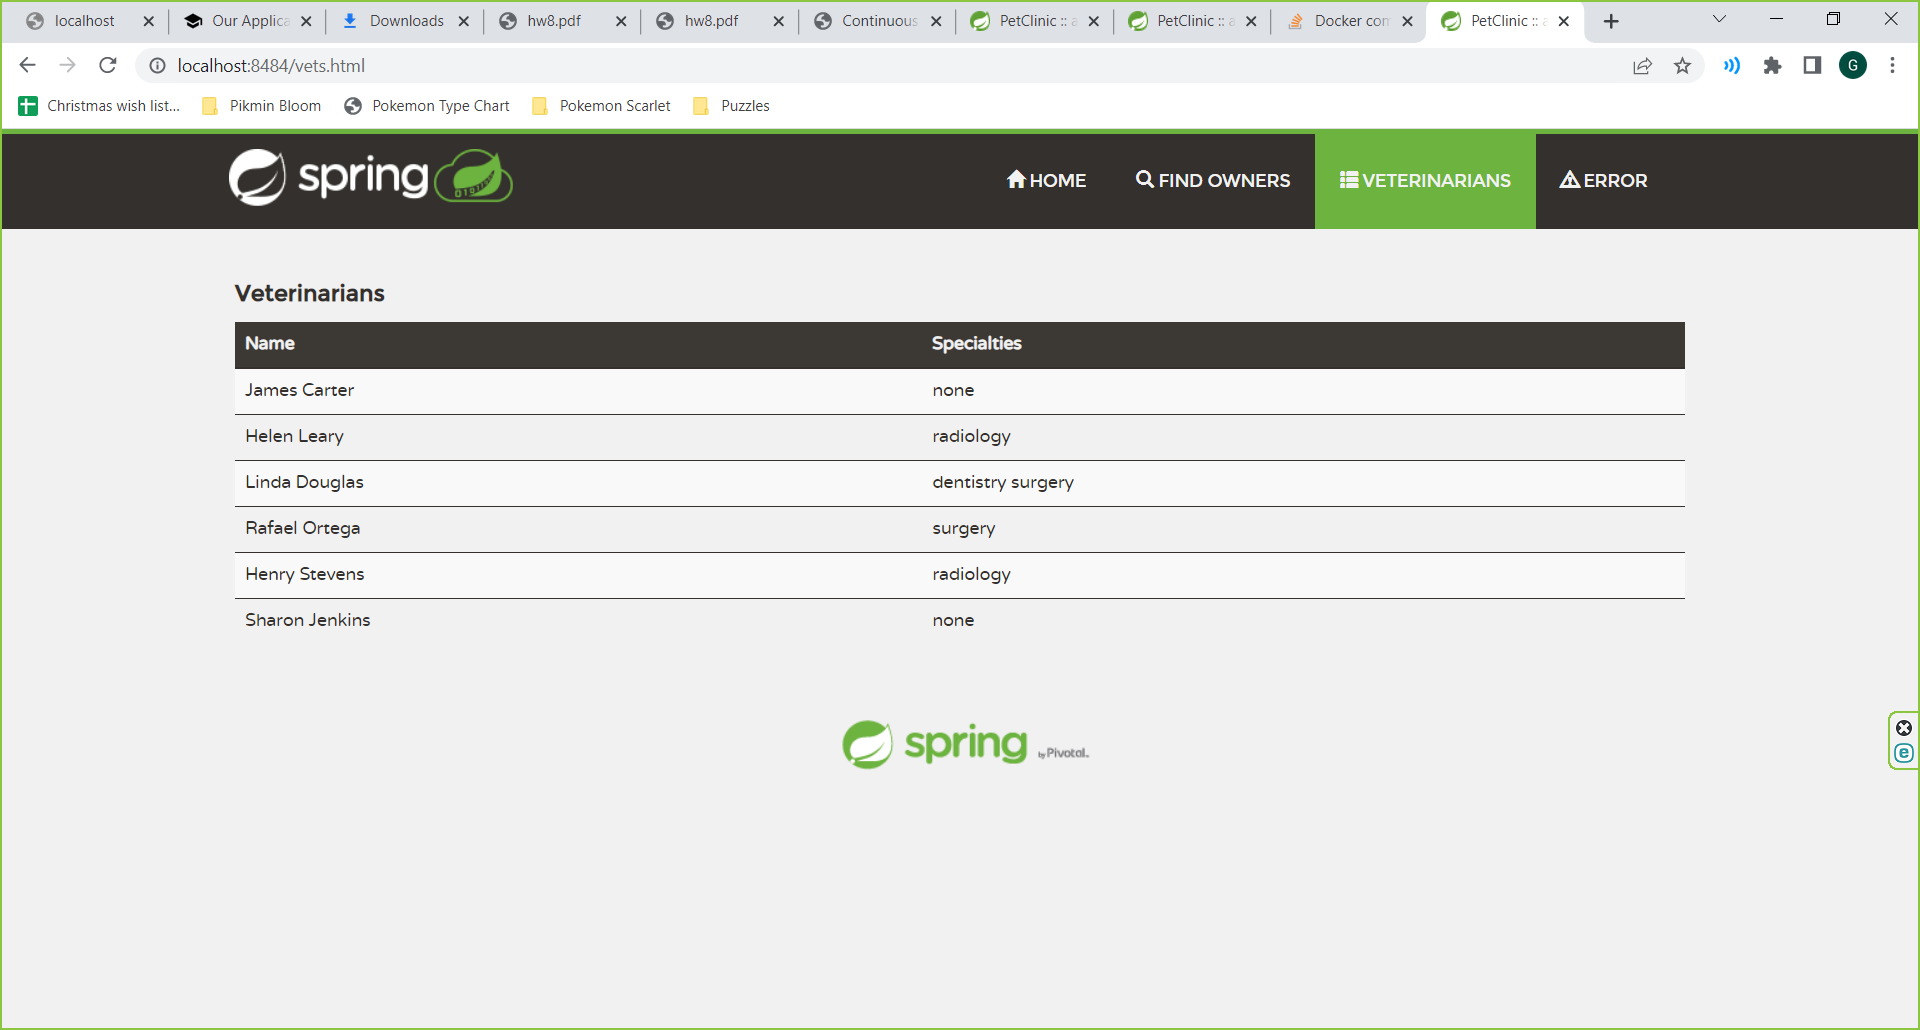 localhost
Our Applica
Downloads
hw8.pdf
hw8.pdf
Continuous
PetClinic :: a
PetClinic :: a
Docker com
PetClinic :: a
localhost:8484/vets.html
G
Christmas wish list...
Pikmin Bloom
Pokemon Type Chart
Pokemon Scarlet
Puzzles
spring
HOME
FIND OWNERS
VETERINARIANS
ERROR
Veterinarians
Name Specialties
James Carter none
Helen Leary radiology
Linda Douglas dentistry surgery
Rafael Ortega surgery
Henry Stevens radiology
Sharon Jenkins none
spring by Pivotal